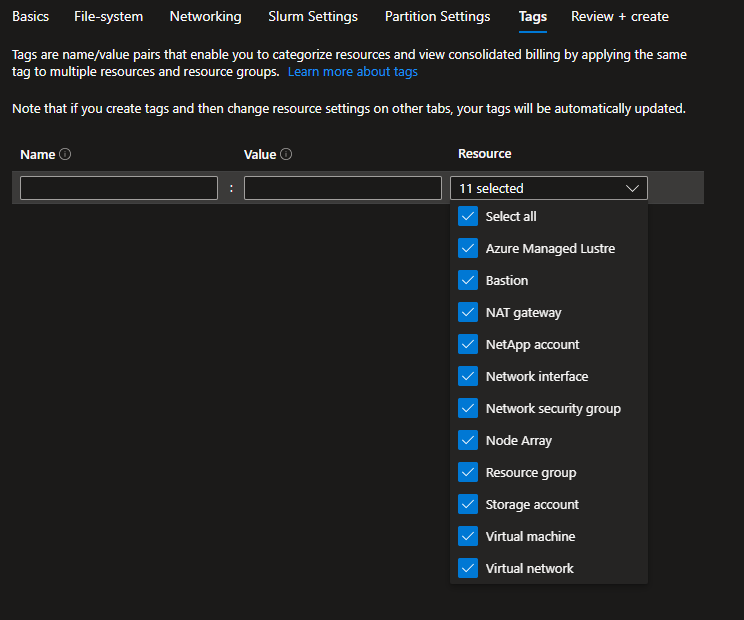 Basics File-system Networking Slurm Settings Partition Settings Tags Review + create
Tags are name/value pairs that enable you to categorize resources and view consolidated billing by applying the same
tag to multiple resources and resource groups. Learn more about tags
Note that if you create tags and then change resource settings on other tabs, your tags will be automatically updated.
Name Value Resource
: 11 selected
Select all
Azure Managed Lustre
Bastion
NAT gateway
NetApp account
Network interface
Network security group
Node Array
Resource group
Storage account
Virtual machine
Virtual network